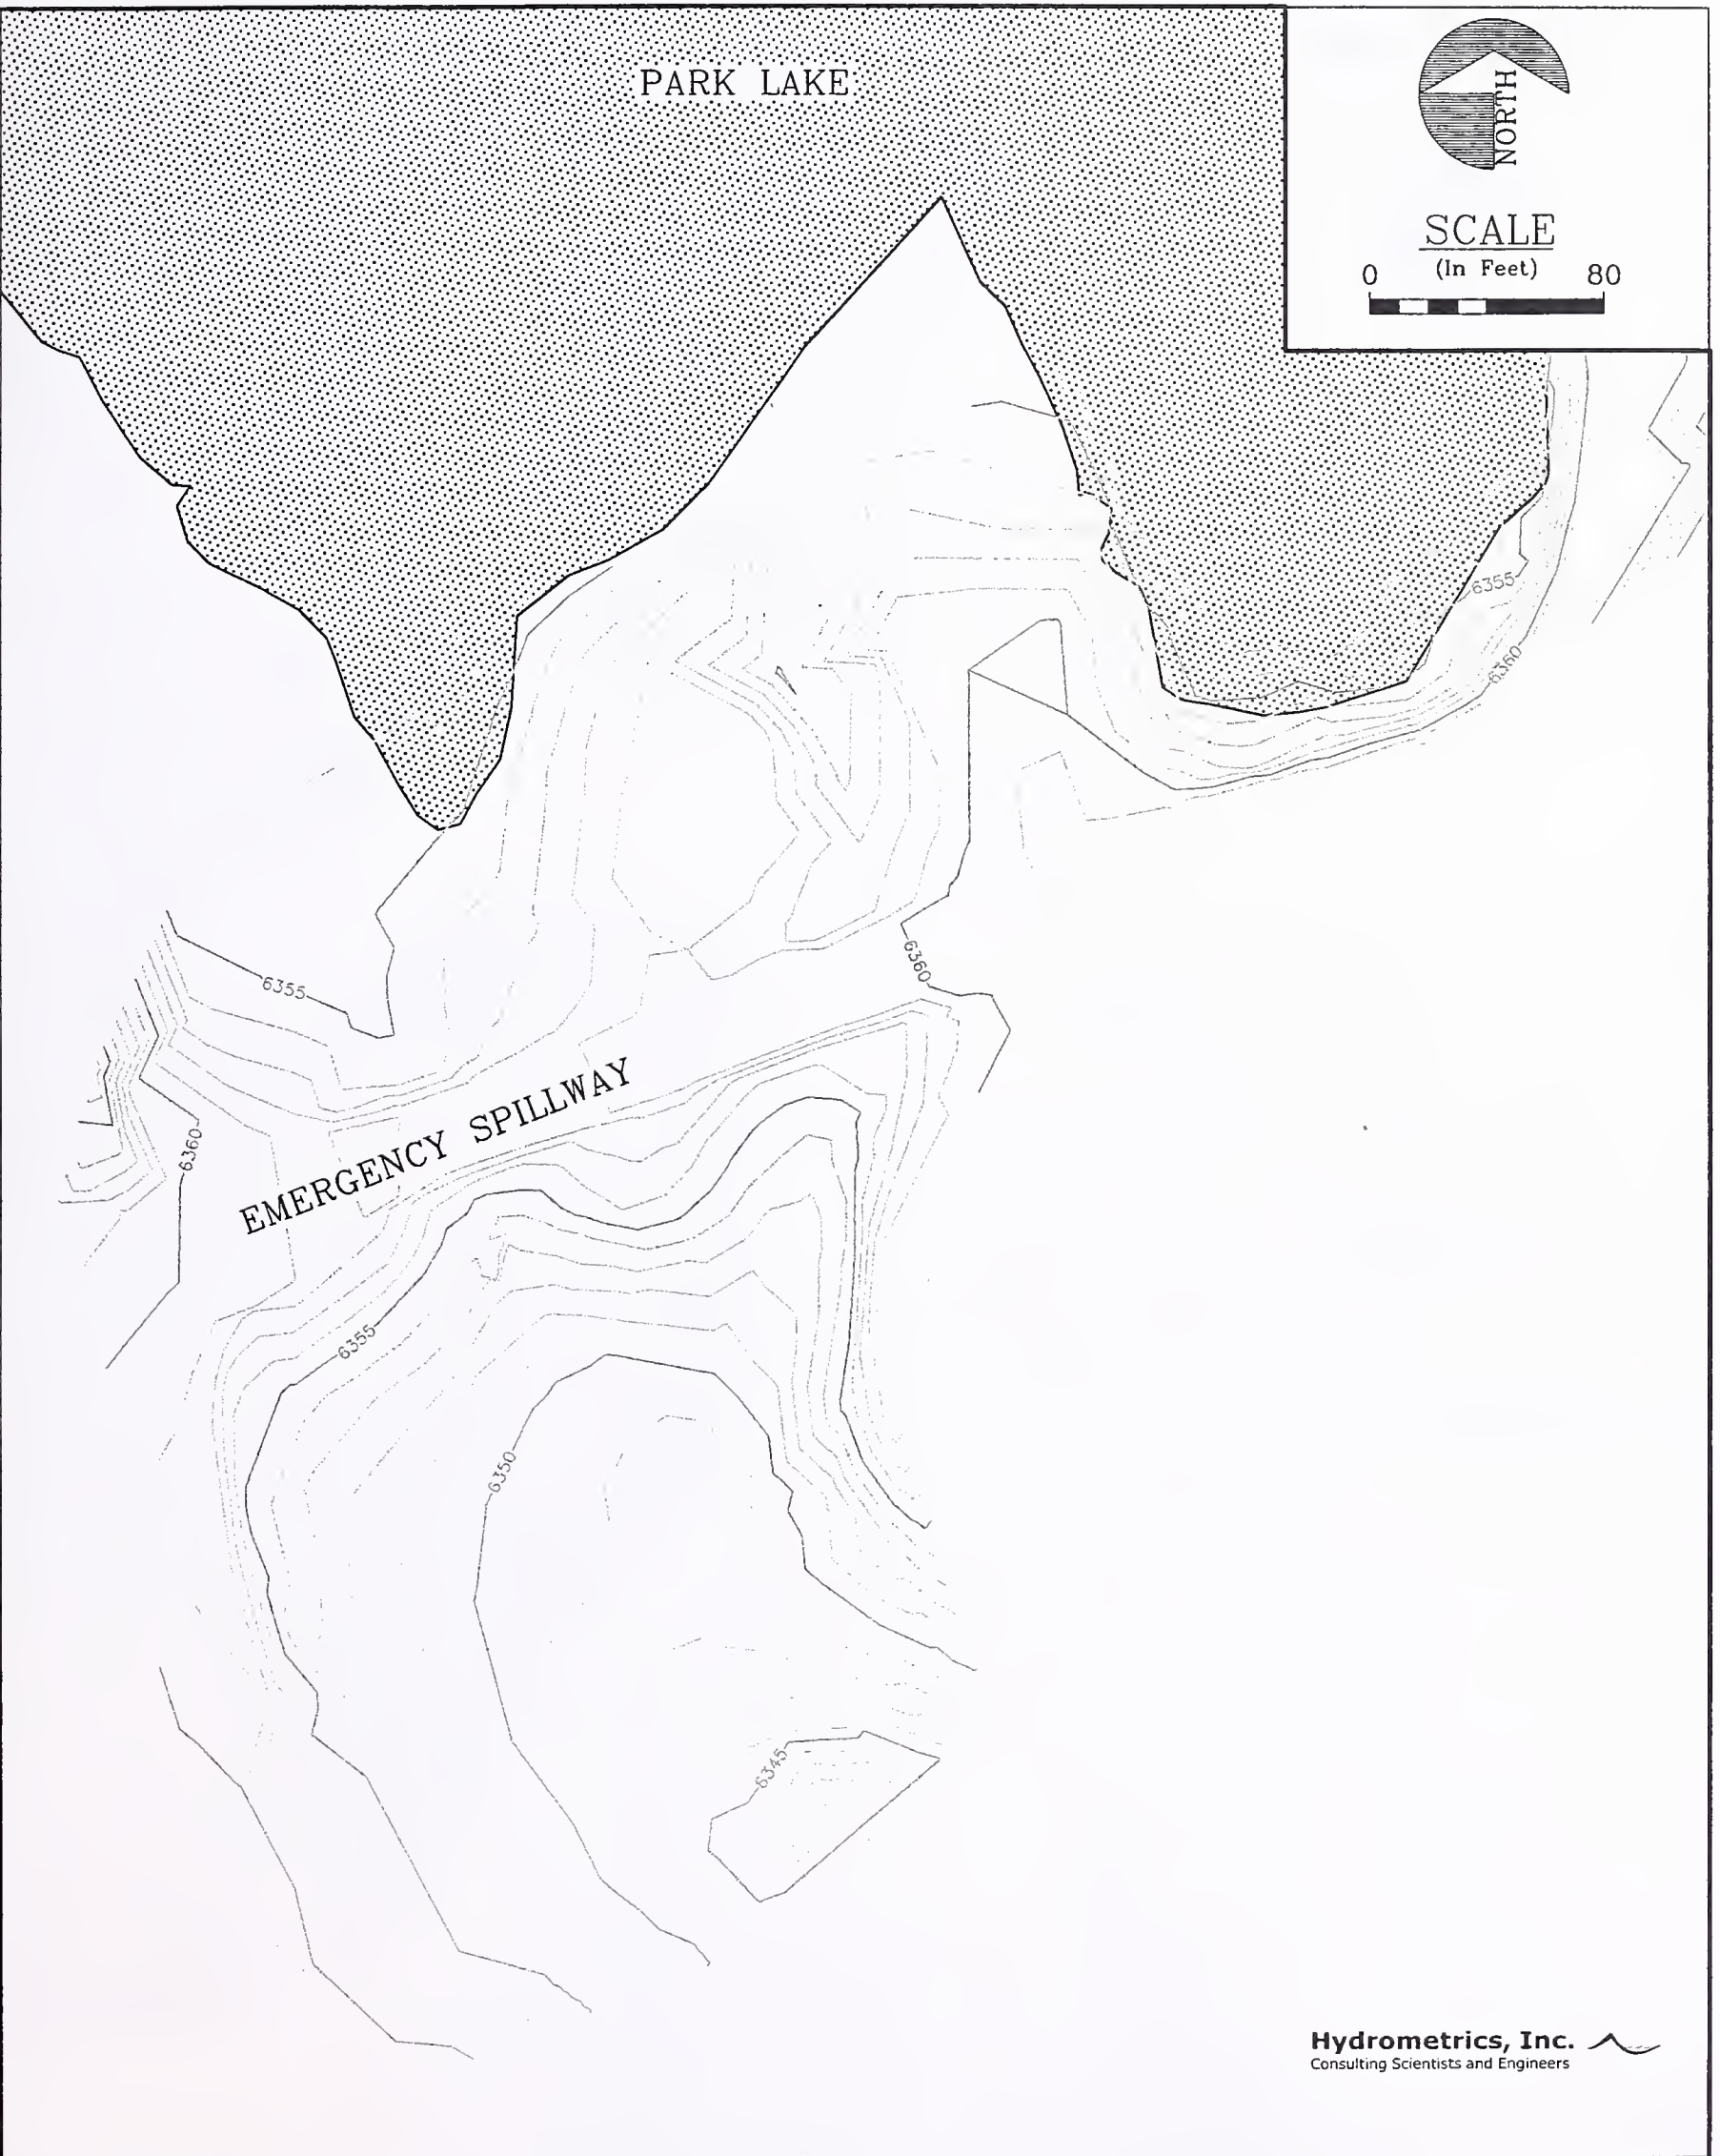 PARK LAKE
NORTH
SCALE
(In Feet)
0 80
6355
6360
6360
6355
EMERGENCY SPILLWAY
6360
6355
6350
6345
Hydrometrics, Inc.
Consulting Scientists and Engineers